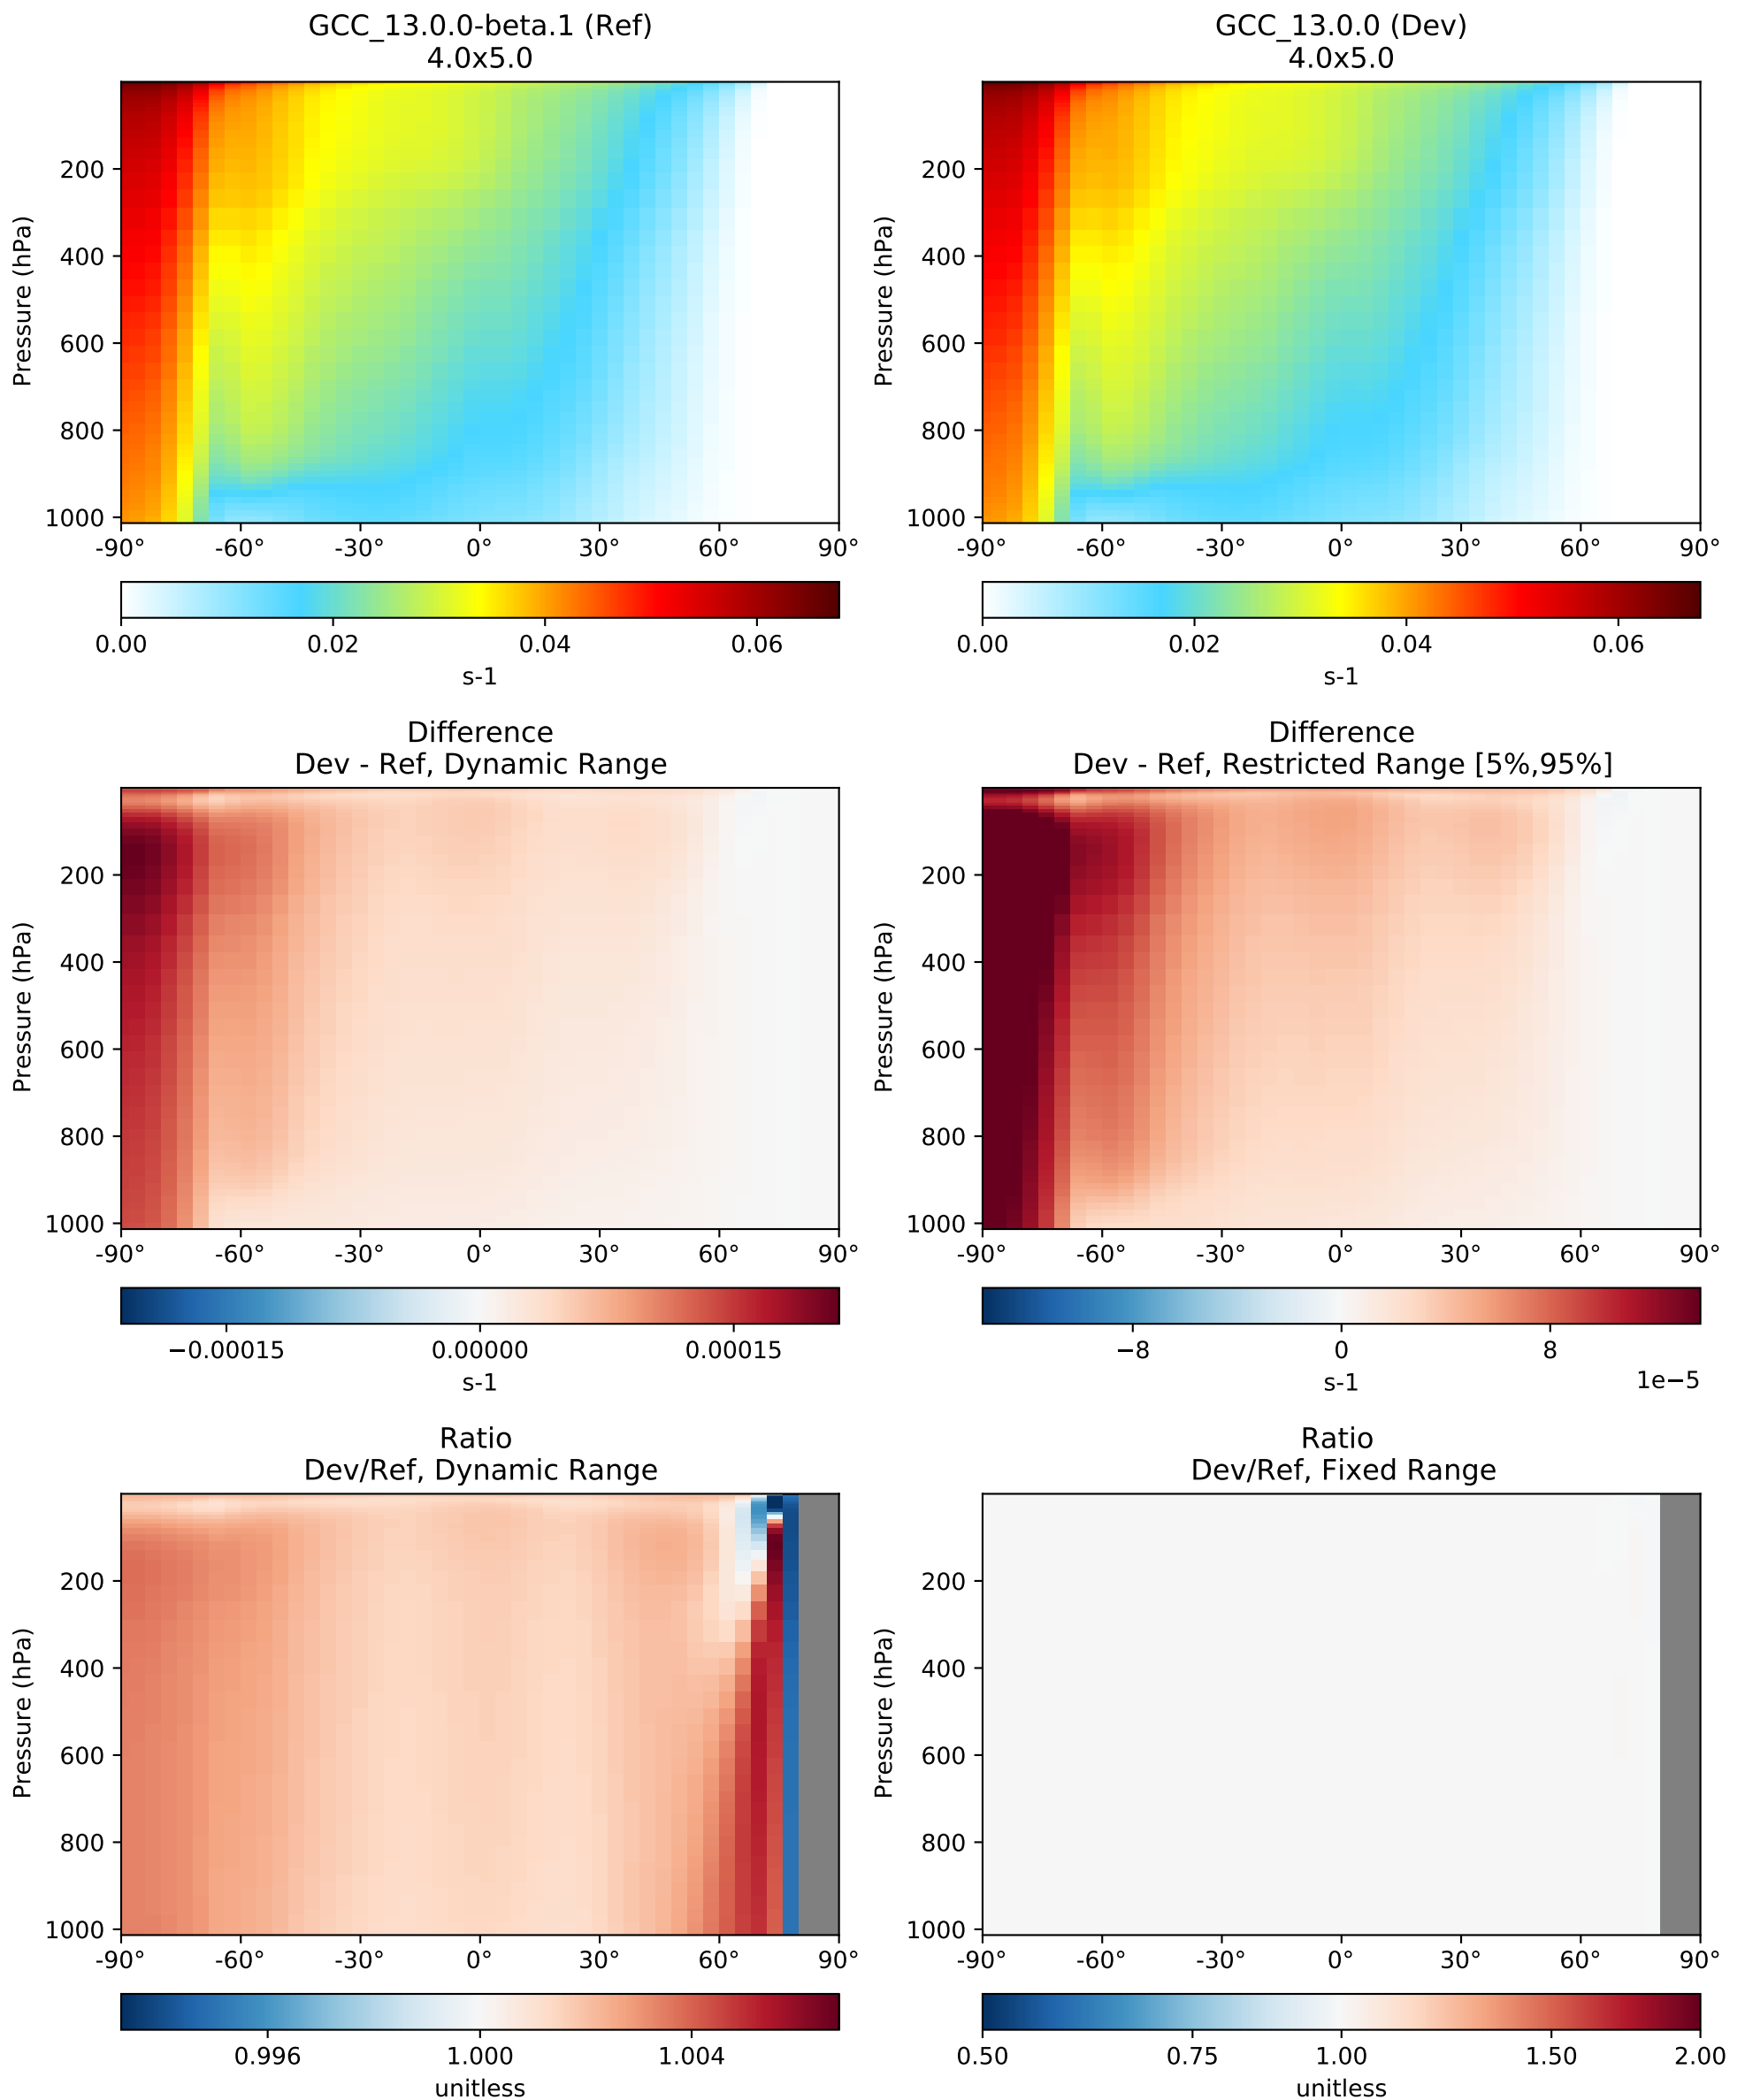 GCC_13.0.0-beta.1 (Ref)
4.0x5.0
GCC_13.0.0 (Dev)
4.0x5.0
Pressure (hPa)
200
400
600
800
1000
-90° -60° -30° 0° 30° 60° 90°
0.00 0.02 0.04 0.06
s-1
Pressure (hPa)
200
400
600
800
1000
-90° -60° -30° 0° 30° 60° 90°
0.00 0.02 0.04 0.06
s-1
Difference
Dev - Ref, Dynamic Range
Difference
Dev - Ref, Restricted Range [5%,95%]
Pressure (hPa)
200
400
600
800
1000
-90° -60° -30° 0° 30° 60° 90°
−0.00015 0.00000 0.00015
s-1
Pressure (hPa)
200
400
600
800
1000
-90° -60° -30° 0° 30° 60° 90°
−8 0 8
s-1
1e−5
Ratio
Dev/Ref, Dynamic Range
Ratio
Dev/Ref, Fixed Range
Pressure (hPa)
200
400
600
800
1000
-90° -60° -30° 0° 30° 60° 90°
0.996 1.000 1.004
unitless
Pressure (hPa)
200
400
600
800
1000
-90° -60° -30° 0° 30° 60° 90°
0.50 0.75 1.00 1.50 2.00
unitless